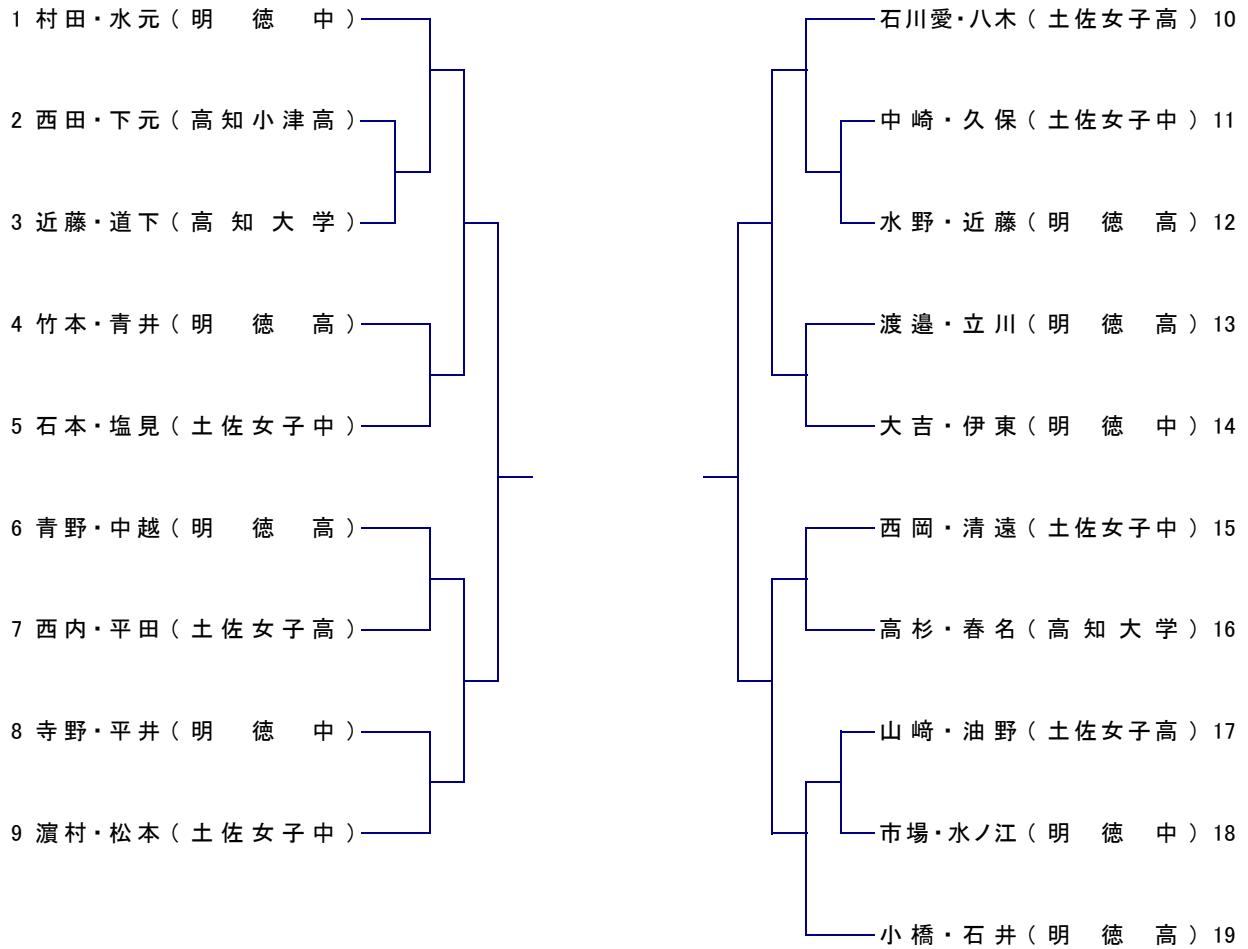 1 村田・水元（明徳中）
2 西田・下元（高知小津高）
3 近藤・道下（高知大学）
4 竹本・青井（明徳高）
5 石本・塩見（土佐女子中）
6 青野・中越（明徳高）
7 西内・平田（土佐女子高）
8 寺野・平井（明徳中）
9 濵村・松本（土佐女子中）
石川愛・八木（土佐女子高）10
中崎・久保（土佐女子中）11
水野・近藤（明徳高）12
渡邉・立川（明徳高）13
大吉・伊東（明徳中）14
西岡・清遠（土佐女子中）15
高杉・春名（高知大学）16
山﨑・油野（土佐女子高）17
市場・水ノ江（明徳中）18
小橋・石井（明徳高）19